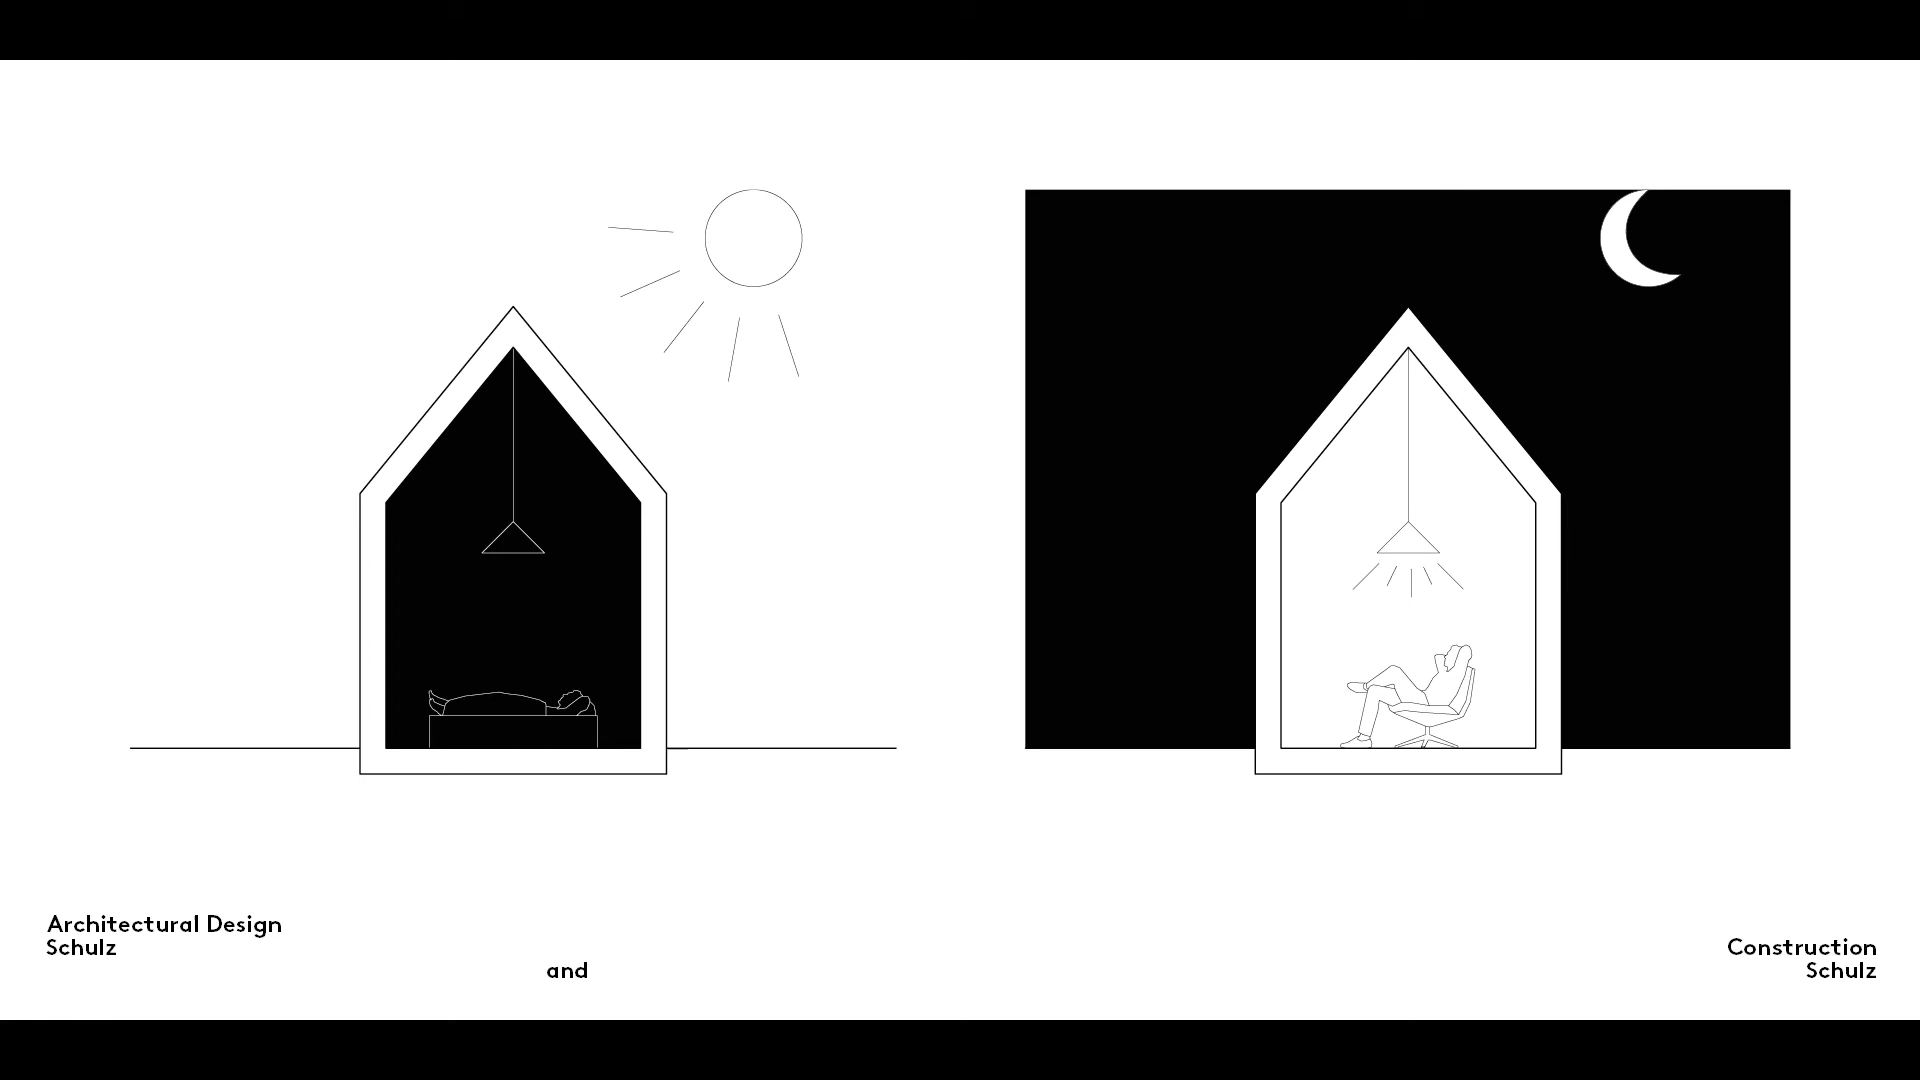 Architectural Design
Schulz
and
Construction
Schulz